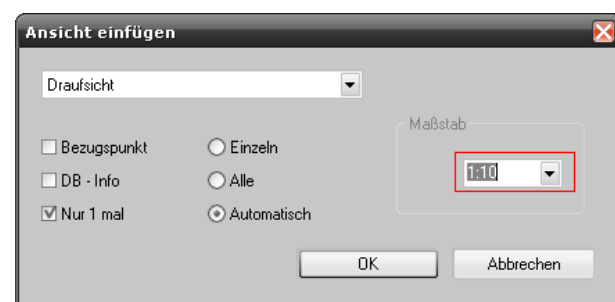 Ansicht einfügen
Draufsicht
Maßstab
Bezugspunkt
Einzeln
1:10
DB - Info
Alle
Nur 1 mal
Automatisch
OK
Abbrechen